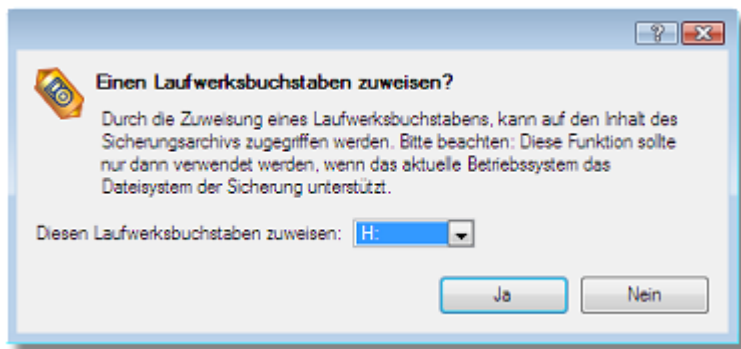 Einen Laufwerksbuchstaben zuweisen?
Durch die Zuweisung eines Laufwerksbuchstabens, kann auf den Inhalt des
Sicherungsarchivs zugegriffen werden. Bitte beachten: Diese Funktion sollte
nur dann verwendet werden, wenn das aktuelle Betriebssystem das
Dateisystem der Sicherung unterstützt.
Diesen Laufwerksbuchstaben zuweisen: H:
Ja Nein